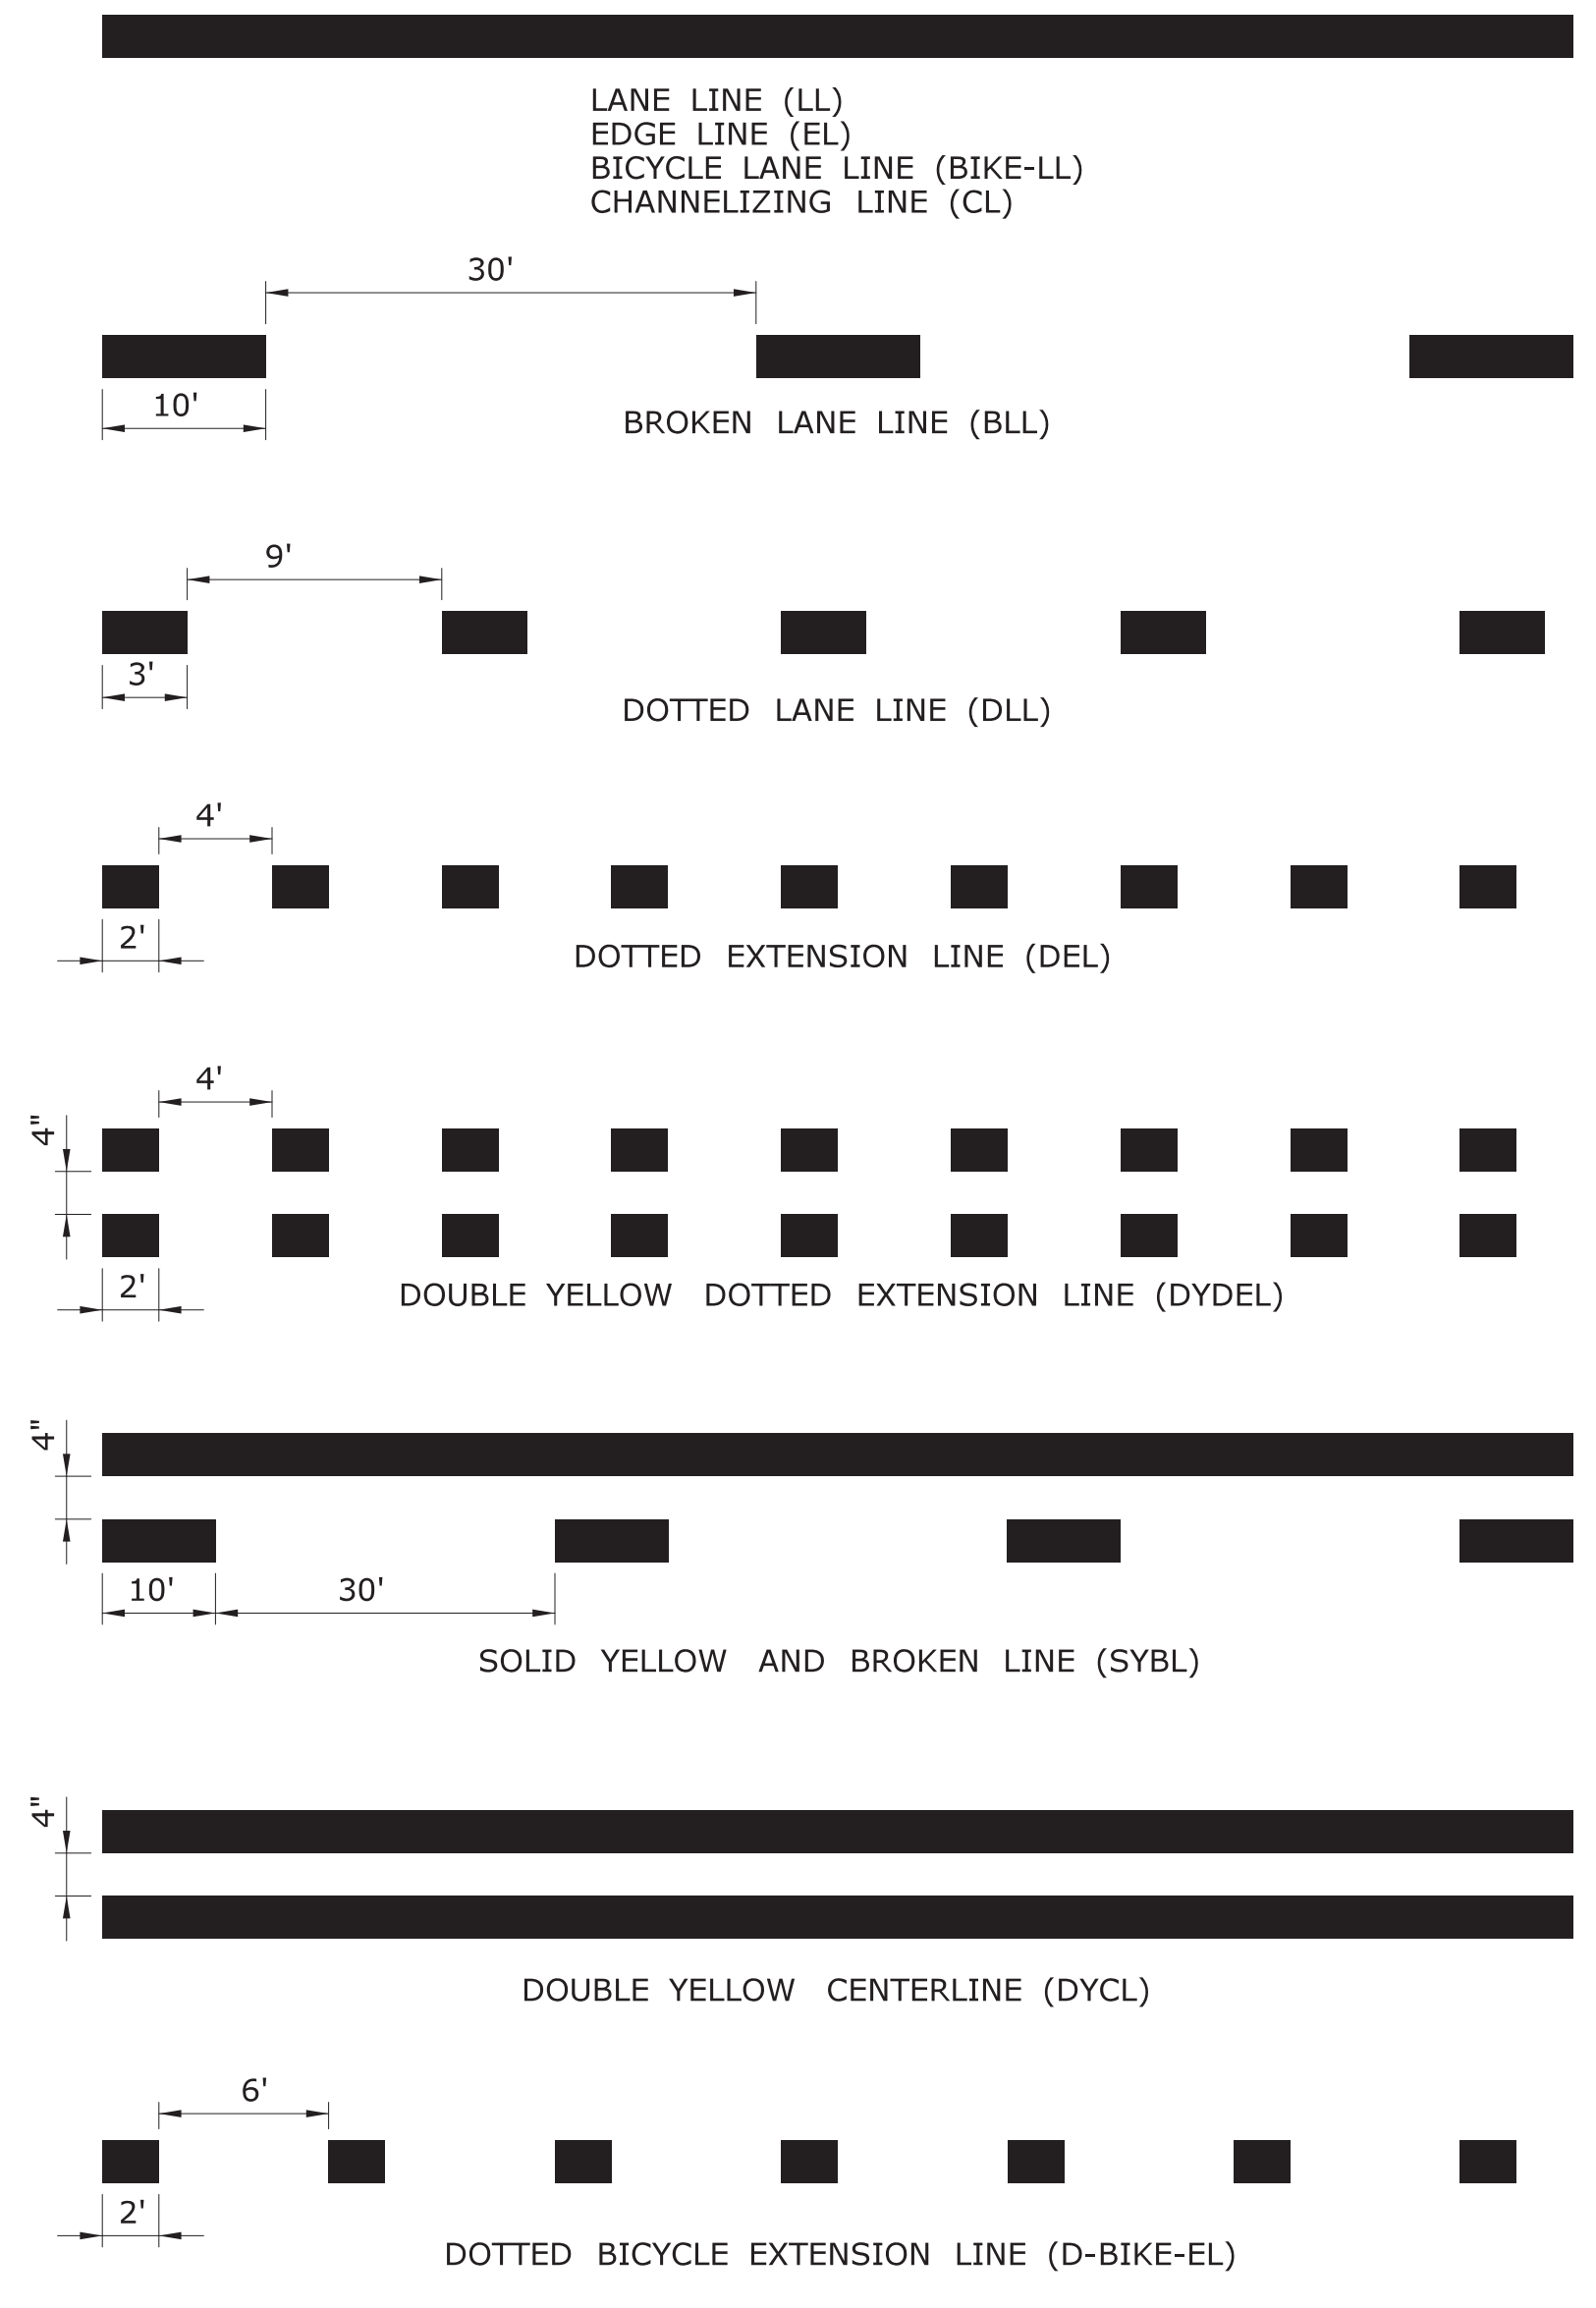 LANE LINE (LL)
EDGE LINE (EL)
BICYCLE LANE LINE (BIKE-LL)
CHANNELIZING LINE (CL)
30'
10'
BROKEN LANE LINE (BLL)
9'
3'
DOTTED LANE LINE (DLL)
4'
2'
DOTTED EXTENSION LINE (DEL)
4'
4"
2'
DOUBLE YELLOW DOTTED EXTENSION LINE (DYDEL)
4"
10' 30'
SOLID YELLOW AND BROKEN LINE (SYBL)
4"
DOUBLE YELLOW CENTERLINE (DYCL)
6'
2'
DOTTED BICYCLE EXTENSION LINE (D-BIKE-EL)